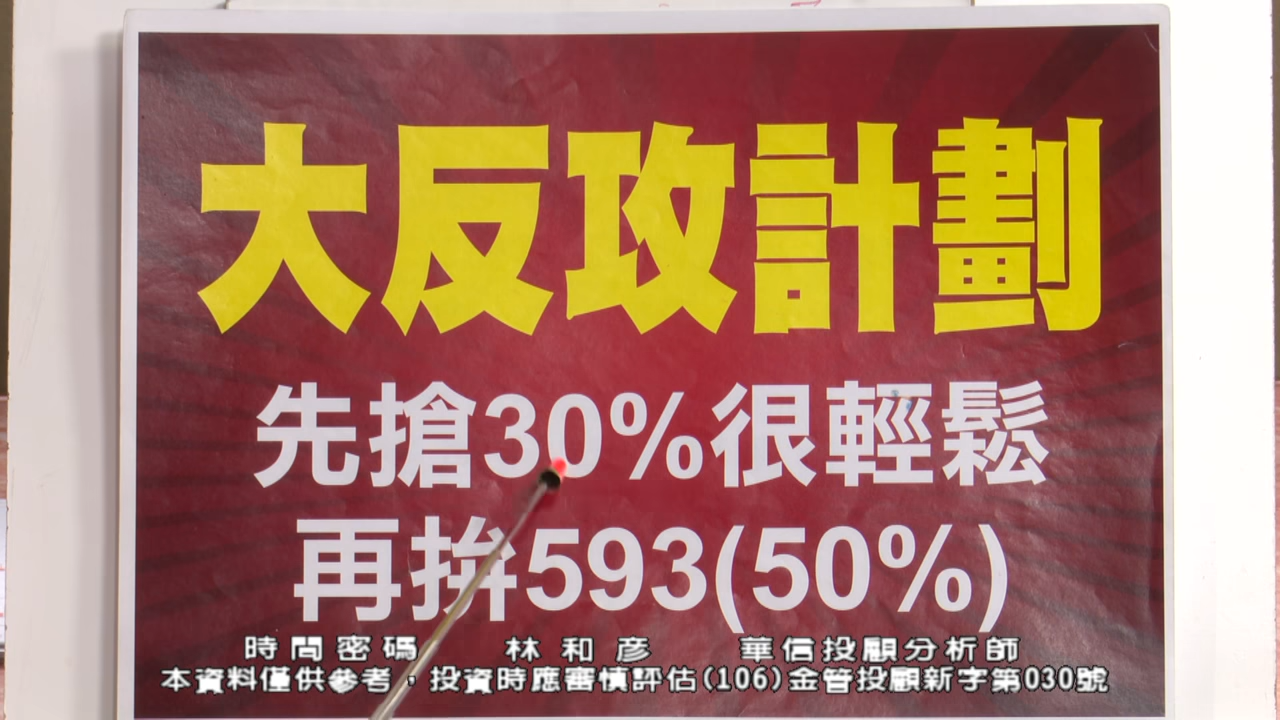 大反攻計劃
先搶30%很輕鬆
再拚593(50%)
時間密碼 林和彥 華信投顧分析師
本資料僅供參考，投資時應審慎評估(106)金管投顧新字第030號